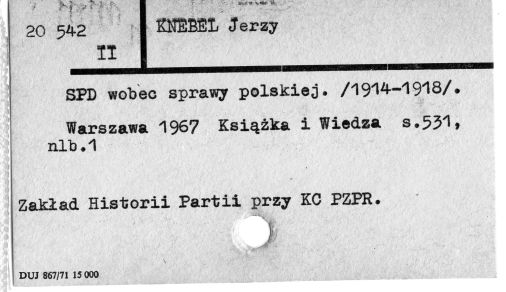 20 542
II
KNEBEL Jerzy
SPD wobec sprawy polskiej. /1914-1918/.
Warszawa 1967 Książka i Wiedza s.531,
nlb.1
Zakład Historii Partii przy KC PZPR.
DUJ 867/71 15 000